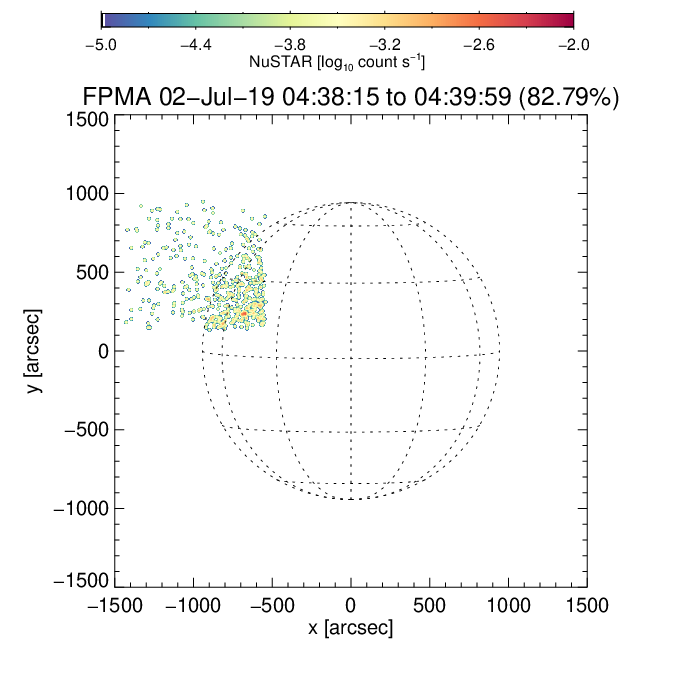 −5.0 −4.4 −3.8 −3.2 −2.6 −2.0
NuSTAR [log10 count s−1]
FPMA 02−Jul−19 04:38:15 to 04:39:59 (82.79%)
1500
1000
500
0
−500
−1000
−1500
y [arcsec]
−1500 −1000 −500 0 500 1000 1500
x [arcsec]